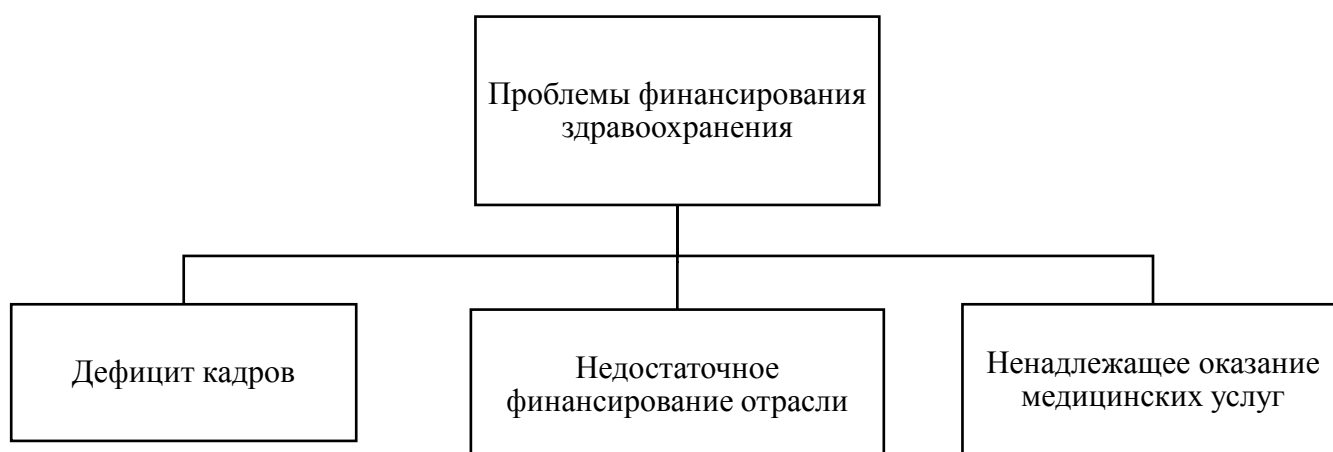 Проблемы финансирования
здравоохранения
Дефицит кадров
Недостаточное
финансирование отрасли
Ненадлежащее оказание
медицинских услуг